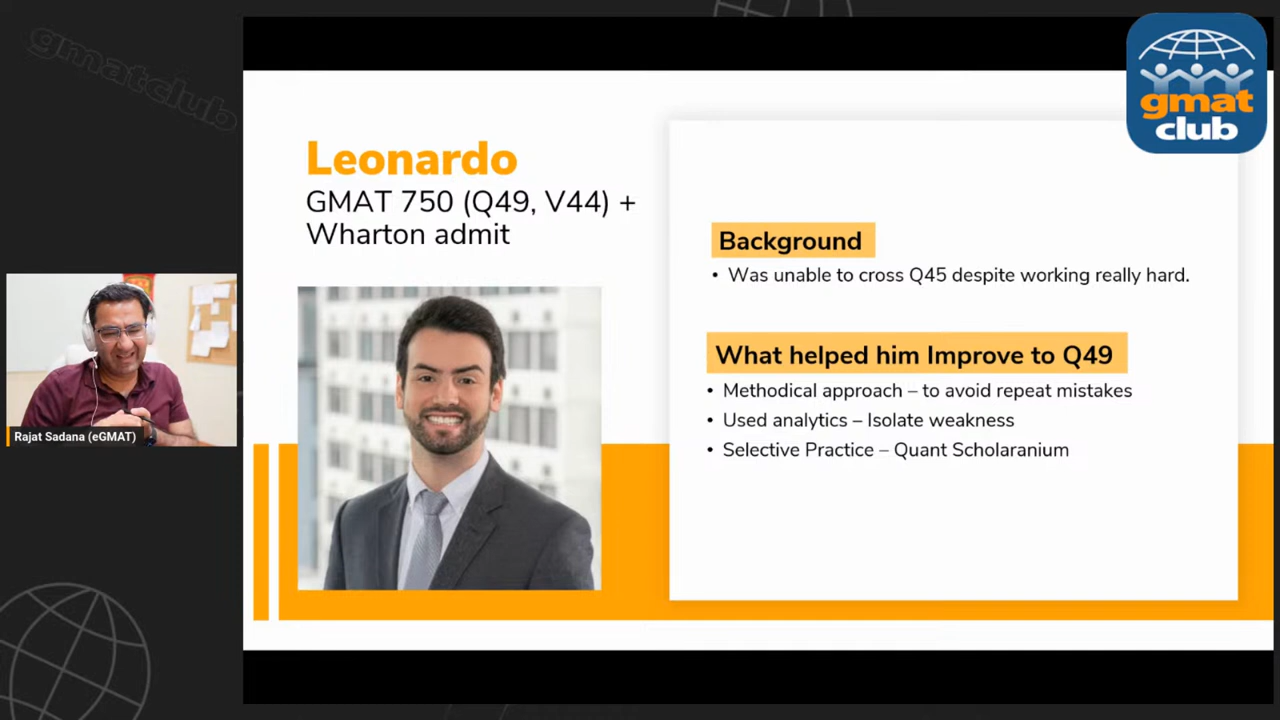 gmatclub
gmat
club
Leonardo
GMAT 750 (Q49, V44) +
Wharton admit
Background
• Was unable to cross Q45 despite working really hard.
What helped him Improve to Q49
• Methodical approach – to avoid repeat mistakes
• Used analytics – Isolate weakness
• Selective Practice – Quant Scholaranium
Rajat Sadana (eGMAT)